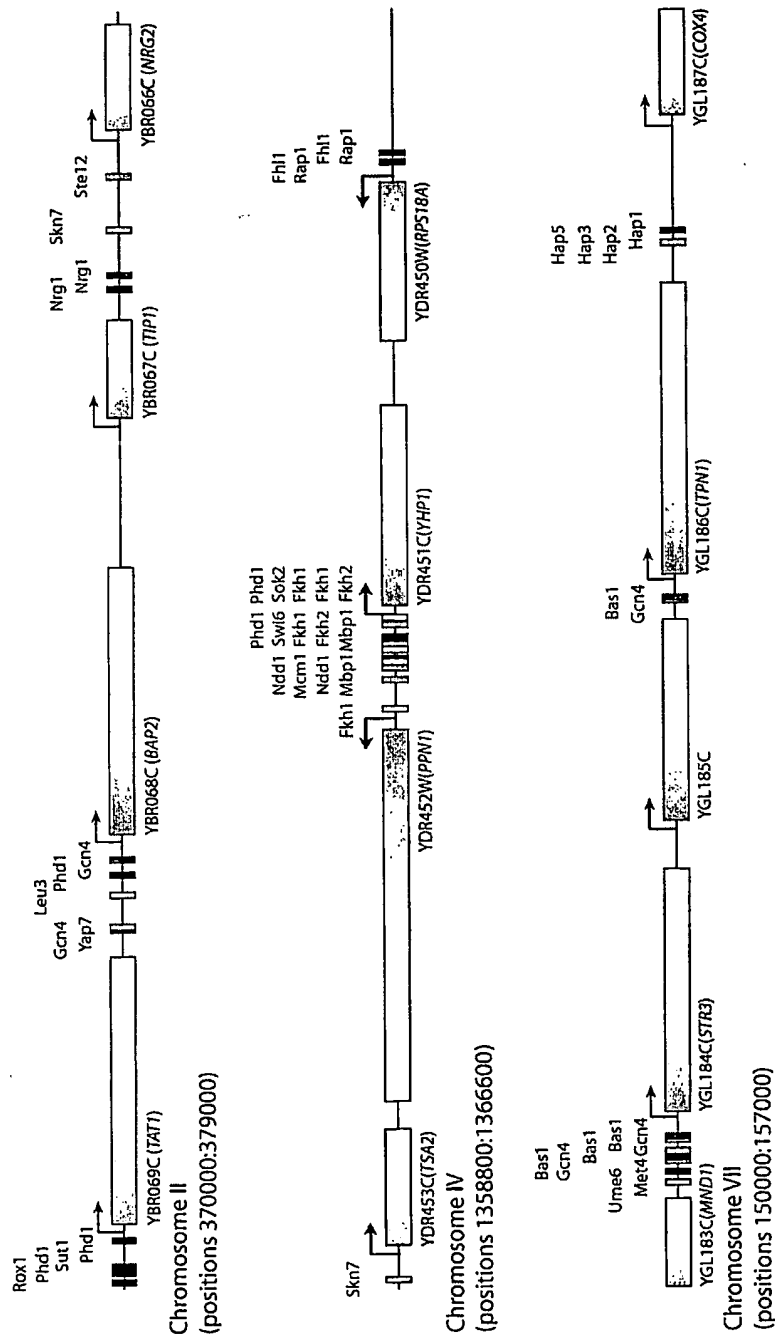 Rox1
Phd1
Sut1
Phd1
Gcn4
Yap7
Leu3
Phd1
Gcn4
Nrg1
Nrg1
Skn7
Ste12
YBR069C (TAT1)
YBR068C (BAP2)
YBR067C (TIP1)
YBR066C (NRG2)
Chromosome II
(positions 370000:379000)
Skn7
Phd1 Phd1
Ndd1 Swi6 Sok2
Mcm1 Fkh1 Fkh1
Ndd1 Fkh2 Fkh1
Fkh1 Mbp1 Mbp1 Fkh2
Fhl1
Rap1
Fhl1
Rap1
YDR453C(TSA2)
YDR452W(PPN1)
YDR451C(YHP1)
YDR450W(RPS18A)
Chromosome IV
(positions 1358800:1366600)
Bas1
Gcn4
Bas1
Ume6 Bas1
Met4 Gcn4
Bas1
Gcn4
Hap5
Hap3
Hap2
Hap1
YGL183C(MND1)
YGL184C(STR3)
YGL185C
YGL186C(TPN1)
YGL187C(COX4)
Chromosome VII
(positions 150000:157000)